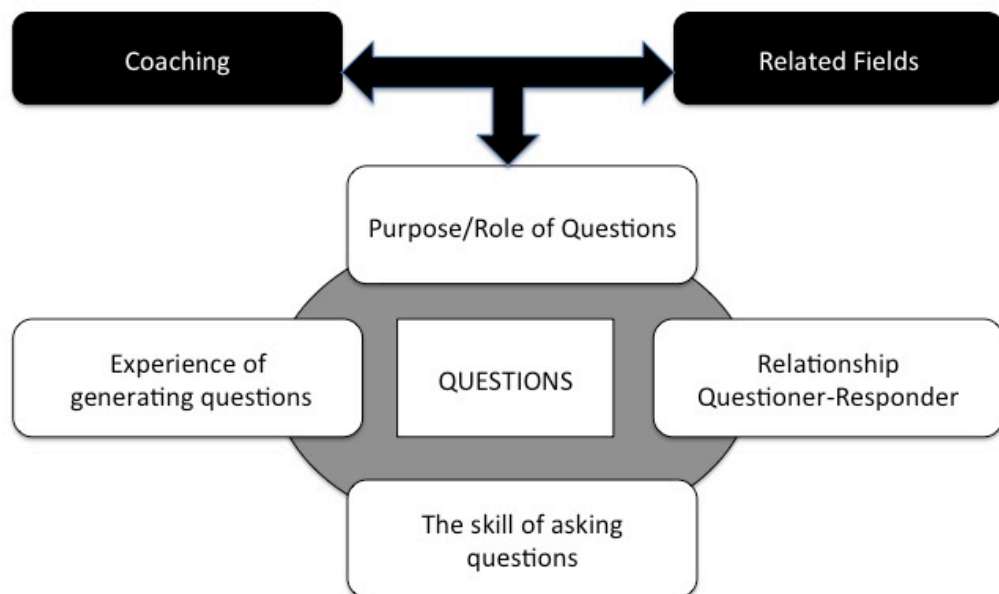 Coaching
Related Fields
Purpose/Role of Questions
Experience of
generating questions
QUESTIONS
Relationship
Questioner-Responder
The skill of asking
questions